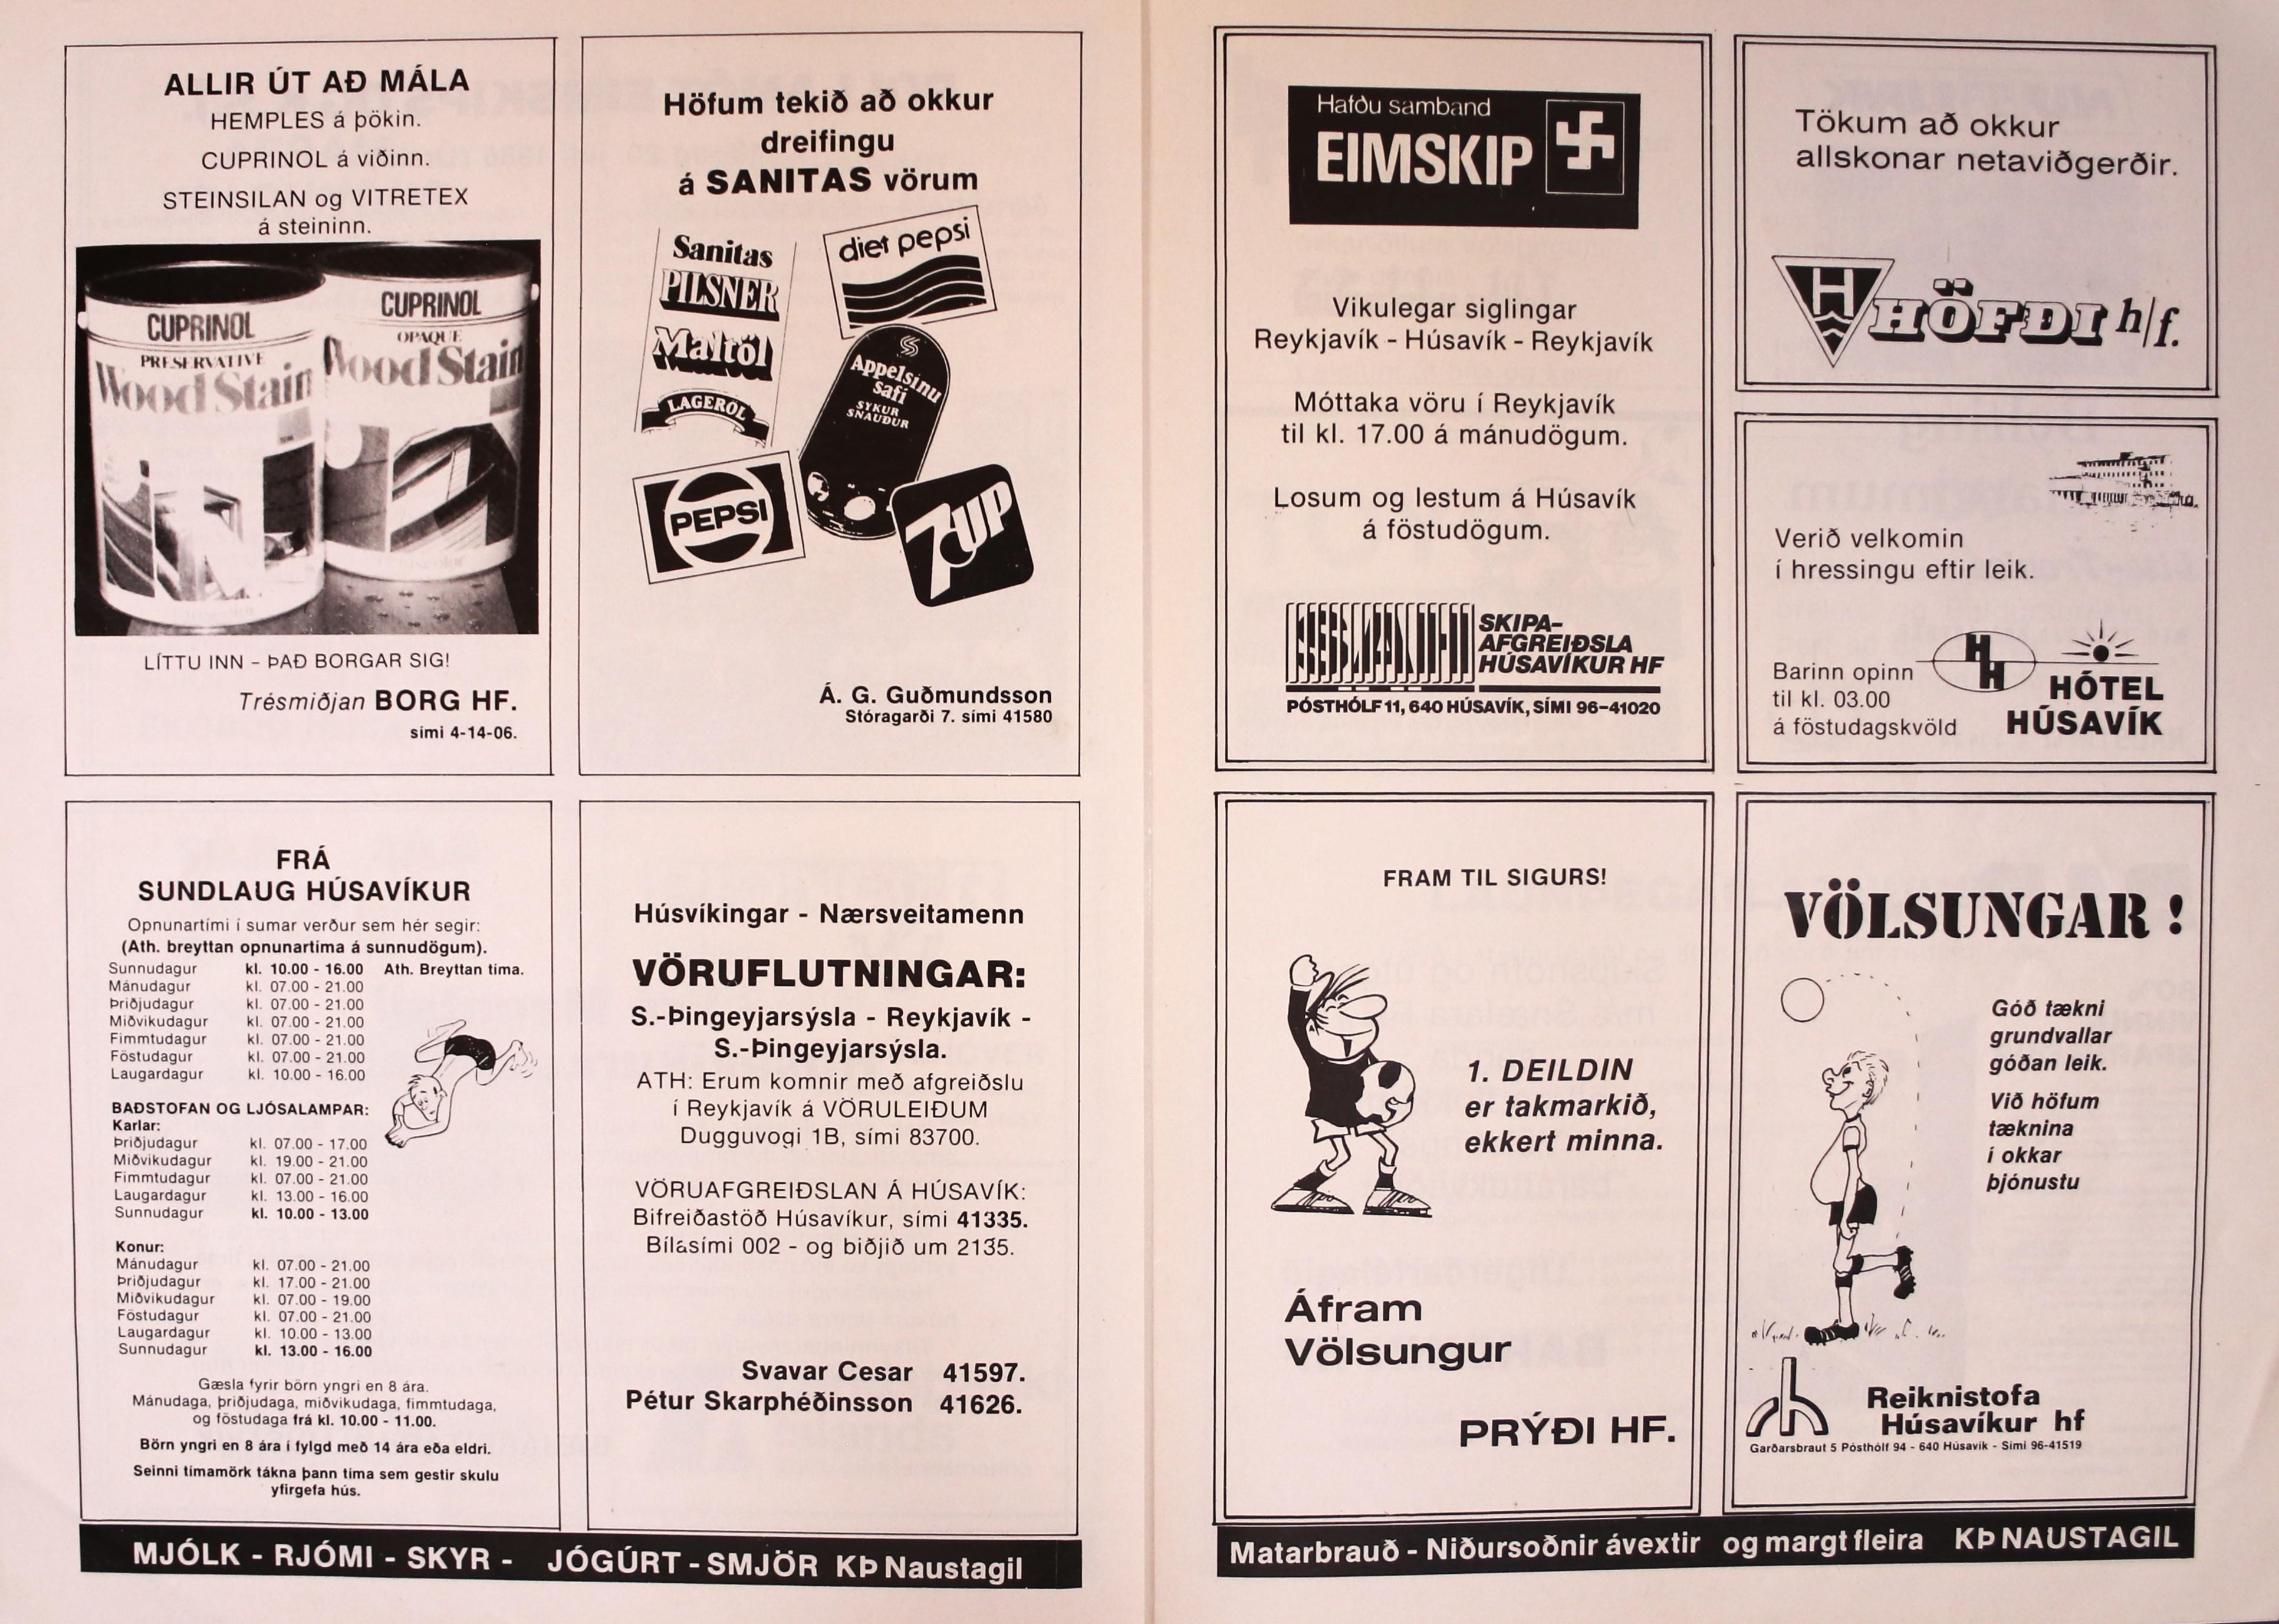 ALLIR ÚT AÐ MÁLA
HEMPLES á þökin.
CUPRINOL á viðinn.
STEINSILAN og VITRETEX
á steininn.
CUPRINOL
PRESERVATIVE
Wood Stain
CUPRINOL
OPAQUE
Wood Stain
LÍTTU INN - ÞAÐ BORGAR SIG!
Trésmiðjan BORG HF.
sími 4-14-06.
Höfum tekið að okkur
dreifingu
á SANITAS vörum
Sanitas
PILSNER
Maltöl
LAGERÖL
diet pepsi
Appelsínu
safi
SYKUR
SNAUÐUR
PEPSI
7UP
Á. G. Guðmundsson
Stóragarði 7. sími 41580
FRÁ
SUNDLAUG HÚSAVÍKUR
Opnunartími í sumar verður sem hér segir:
(Ath. breyttan opnunartíma á sunnudögum).
Sunnudagur kl. 10.00 - 16.00 Ath. Breyttan tíma.
Mánudagur kl. 07.00 - 21.00
Þriðjudagur kl. 07.00 - 21.00
Miðvikudagur kl. 07.00 - 21.00
Fimmtudagur kl. 07.00 - 21.00
Föstudagur kl. 07.00 - 21.00
Laugardagur kl. 10.00 - 16.00
BAÐSTOFAN OG LJÓSALAMPAR:
Karlar:
Þriðjudagur kl. 07.00 - 17.00
Miðvikudagur kl. 19.00 - 21.00
Fimmtudagur kl. 07.00 - 21.00
Laugardagur kl. 13.00 - 16.00
Sunnudagur kl. 10.00 - 13.00
Konur:
Mánudagur kl. 07.00 - 21.00
Þriðjudagur kl. 17.00 - 21.00
Miðvikudagur kl. 07.00 - 19.00
Föstudagur kl. 07.00 - 21.00
Laugardagur kl. 10.00 - 13.00
Sunnudagur kl. 13.00 - 16.00
Gæsla fyrir börn yngri en 8 ára.
Mánudaga, þriðjudaga, miðvikudaga, fimmtudaga,
og föstudaga frá kl. 10.00 - 11.00.
Börn yngri en 8 ára í fylgd með 14 ára eða eldri.
Seinni tímamörk tákna þann tíma sem gestir skulu
yfirgefa hús.
Húsvíkingar - Nærsveitamenn
VÖRUFLUTNINGAR:
S.-Þingeyjarsýsla - Reykjavík -
S.-Þingeyjarsýsla.
ATH: Erum komnir með afgreiðslu
í Reykjavík á VÖRULEIÐUM
Dugguvogi 1B, sími 83700.
VÖRUAFGREIÐSLAN Á HÚSAVÍK:
Bifreiðastöð Húsavíkur, sími 41335.
Bílasími 002 - og biðjið um 2135.
Svavar Cesar 41597.
Pétur Skarphéðinsson 41626.
MJÓLK - RJÓMI - SKYR - JÓGÚRT - SMJÖR KÞ Naustagil
Hafðu samband
EIMSKIP
Vikulegar siglingar
Reykjavík - Húsavík - Reykjavík
Móttaka vöru í Reykjavík
til kl. 17.00 á mánudögum.
Losum og lestum á Húsavík
á föstudögum.
SKIPA-
AFGREIÐSLA
HÚSAVÍKUR HF
PÓSTHÓLF 11, 640 HÚSAVÍK, SÍMI 96-41020
Tökum að okkur
allskonar netaviðgerðir.
H
HÖFÐI h/f.
Verið velkomin
í hressingu eftir leik.
Barinn opinn
til kl. 03.00
á föstudagskvöld
HH
HÓTEL
HÚSAVÍK
FRAM TIL SIGURS!
1. DEILDIN
er takmarkið,
ekkert minna.
Áfram
Völsungur
PRÝÐI HF.
VÖLSUNGAR !
Góð tækni
grundvallar
góðan leik.
Við höfum
tæknina
í okkar
þjónustu
Reiknistofa
Húsavíkur hf
Garðarsbraut 5 Pósthólf 94 - 640 Húsavík - Sími 96-41519
Matarbrauð - Niðursoðnir ávextir og margt fleira KÞ NAUSTAGIL